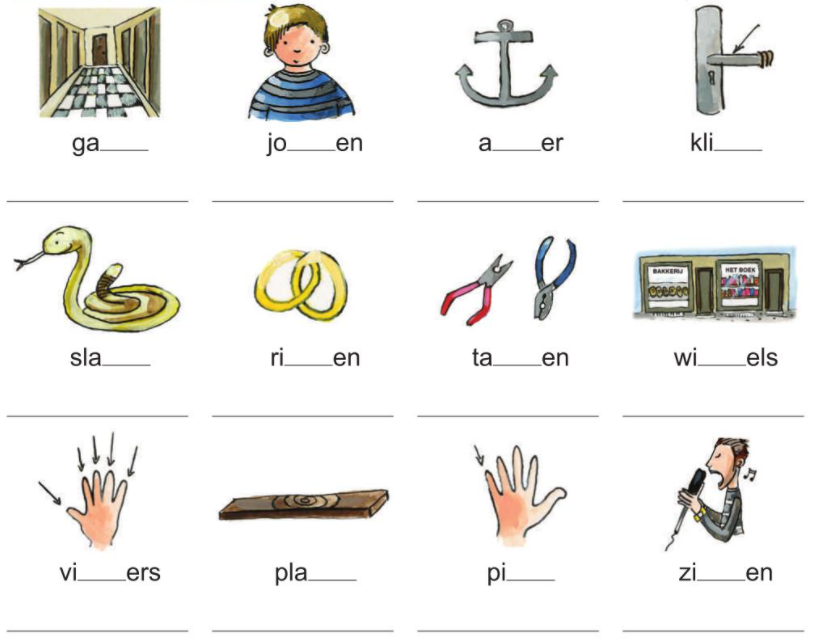 BAKKERIJ HET BOEK
ga____ jo____en a____er kli____
sla____ ri____en ta____en wi____els
vi____ers pla____ pi____ zi____en